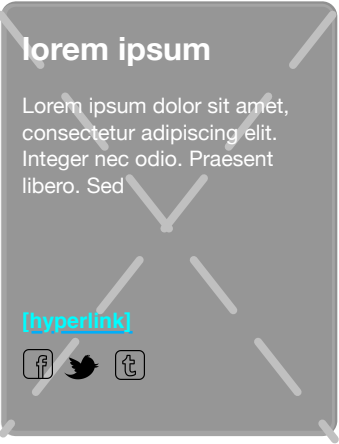 lorem ipsum
Lorem ipsum dolor sit amet,
consectetur adipiscing elit.
Integer nec odio. Praesent
libero. Sed
[hyperlink]
f t